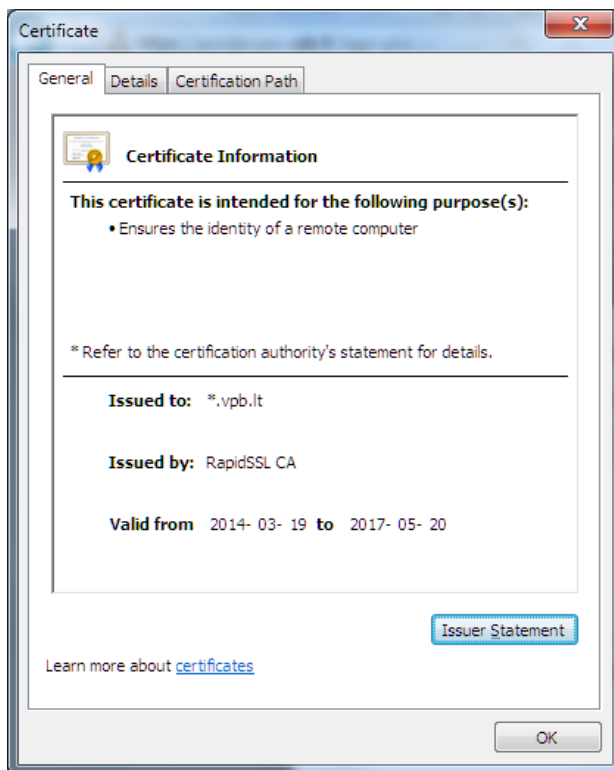 Certificate
General Details Certification Path
Certificate Information
This certificate is intended for the following purpose(s):
• Ensures the identity of a remote computer
* Refer to the certification authority's statement for details.
Issued to: *.vpb.lt
Issued by: RapidSSL CA
Valid from 2014- 03- 19 to 2017- 05- 20
Issuer Statement
Learn more about certificates
OK